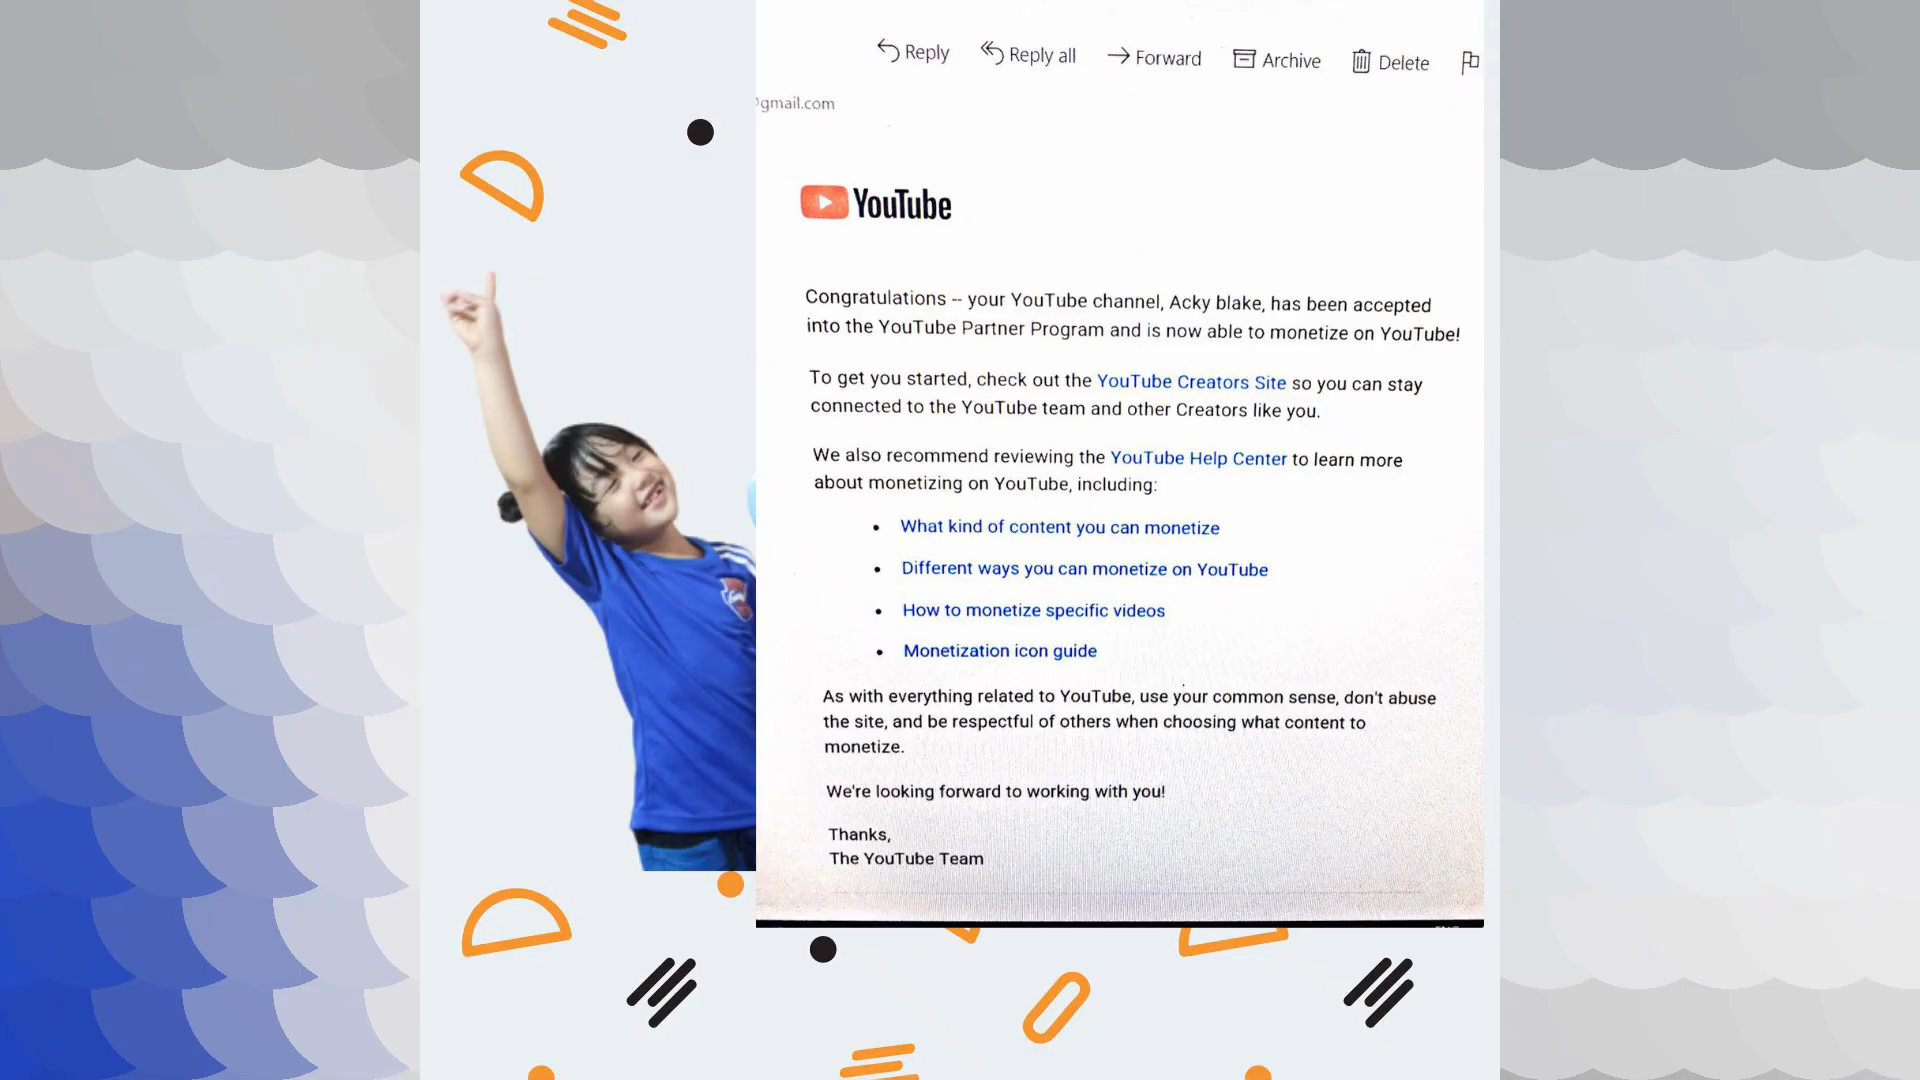 Reply Reply all Forward Archive Delete
@gmail.com
YouTube
Congratulations -- your YouTube channel, Acky blake, has been accepted
into the YouTube Partner Program and is now able to monetize on YouTube!
To get you started, check out the YouTube Creators Site so you can stay
connected to the YouTube team and other Creators like you.
We also recommend reviewing the YouTube Help Center to learn more
about monetizing on YouTube, including:
• What kind of content you can monetize
• Different ways you can monetize on YouTube
• How to monetize specific videos
• Monetization icon guide
As with everything related to YouTube, use your common sense, don't abuse
the site, and be respectful of others when choosing what content to
monetize.
We're looking forward to working with you!
Thanks,
The YouTube Team